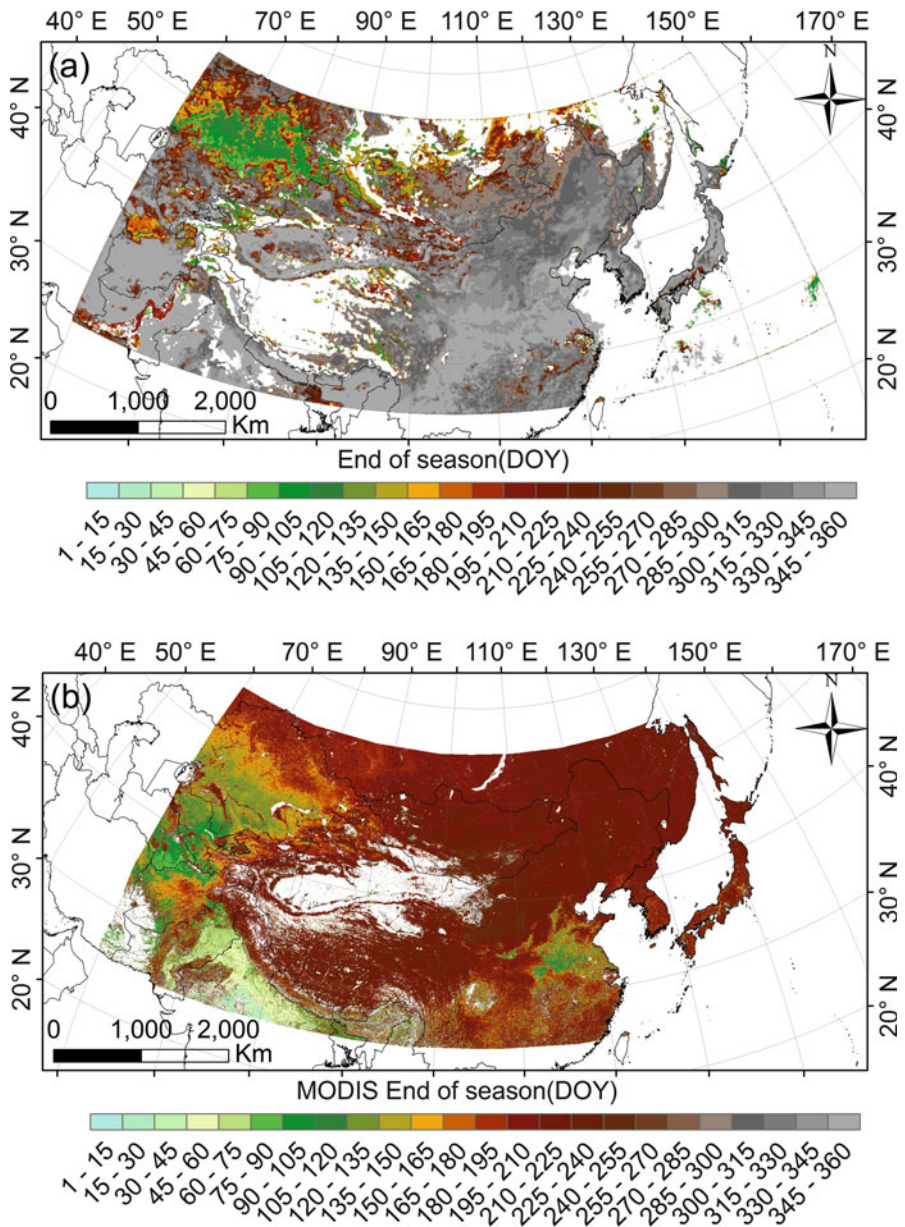 40° E 50° E 70° E 90° E 110° E 130° E 150° E 170° E
(a)
N
40° N
30° N
20° N
40° N
30° N
20° N
0 1,000 2,000
Km
End of season(DOY)
1 - 15
15 - 30
30 - 45
45 - 60
60 - 75
75 - 90
90 - 105
105 - 120
120 - 135
135 - 150
150 - 165
165 - 180
180 - 195
195 - 210
210 - 225
225 - 240
240 - 255
255 - 270
270 - 285
285 - 300
300 - 315
315 - 330
330 - 345
345 - 360
40° E 50° E 70° E 90° E 110° E 130° E 150° E 170° E
(b)
N
40° N
30° N
20° N
40° N
30° N
20° N
0 1,000 2,000
Km
MODIS End of season(DOY)
1 - 15
15 - 30
30 - 45
45 - 60
60 - 75
75 - 90
90 - 105
105 - 120
120 - 135
135 - 150
150 - 165
165 - 180
180 - 195
195 - 210
210 - 225
225 - 240
240 - 255
255 - 270
270 - 285
285 - 300
300 - 315
315 - 330
330 - 345
345 - 360